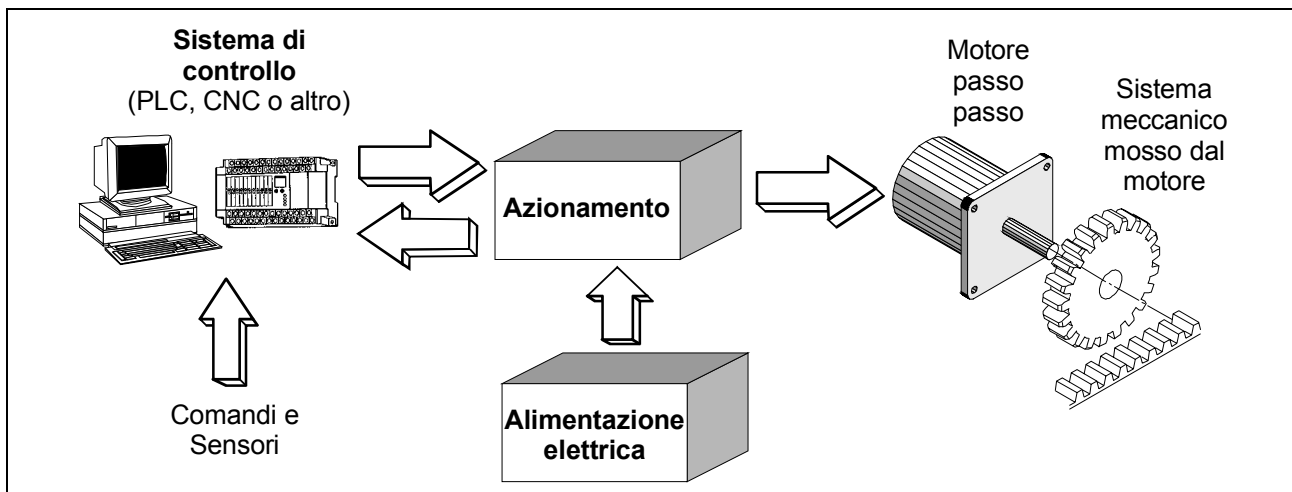 Sistema di
controllo
(PLC, CNC o altro)
Motore
passo
passo
Sistema
meccanico
mosso dal
motore
Azionamento
Comandi e
Sensori
Alimentazione
elettrica